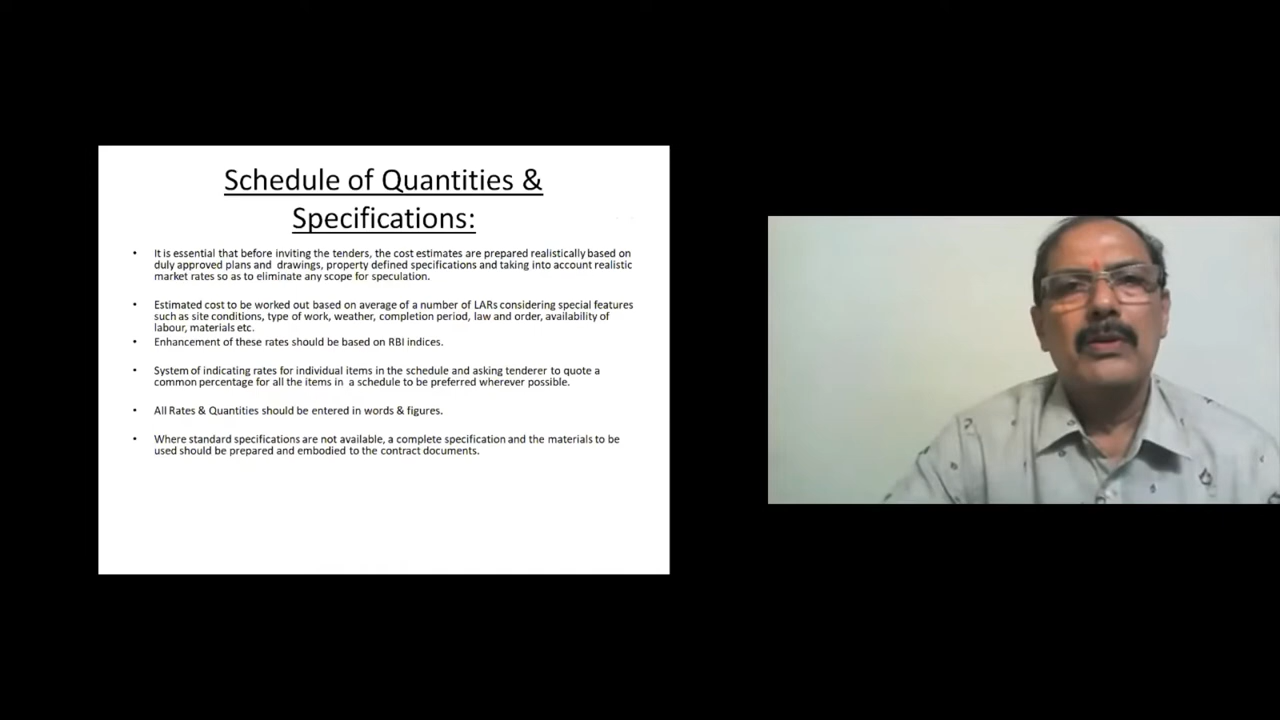 Schedule of Quantities &
Specifications:
• It is essential that before inviting the tenders, the cost estimates are prepared realistically based on
duly approved plans and drawings, property defined specifications and taking into account realistic
market rates so as to eliminate any scope for speculation.
• Estimated cost to be worked out based on average of a number of LARs considering special features
such as site conditions, type of work, weather, completion period, law and order, availability of
labour, materials etc.
• Enhancement of these rates should be based on RBI indices.
• System of indicating rates for individual items in the schedule and asking tenderer to quote a
common percentage for all the items in a schedule to be preferred wherever possible.
• All Rates & Quantities should be entered in words & figures.
• Where standard specifications are not available, a complete specification and the materials to be
used should be prepared and embodied to the contract documents.